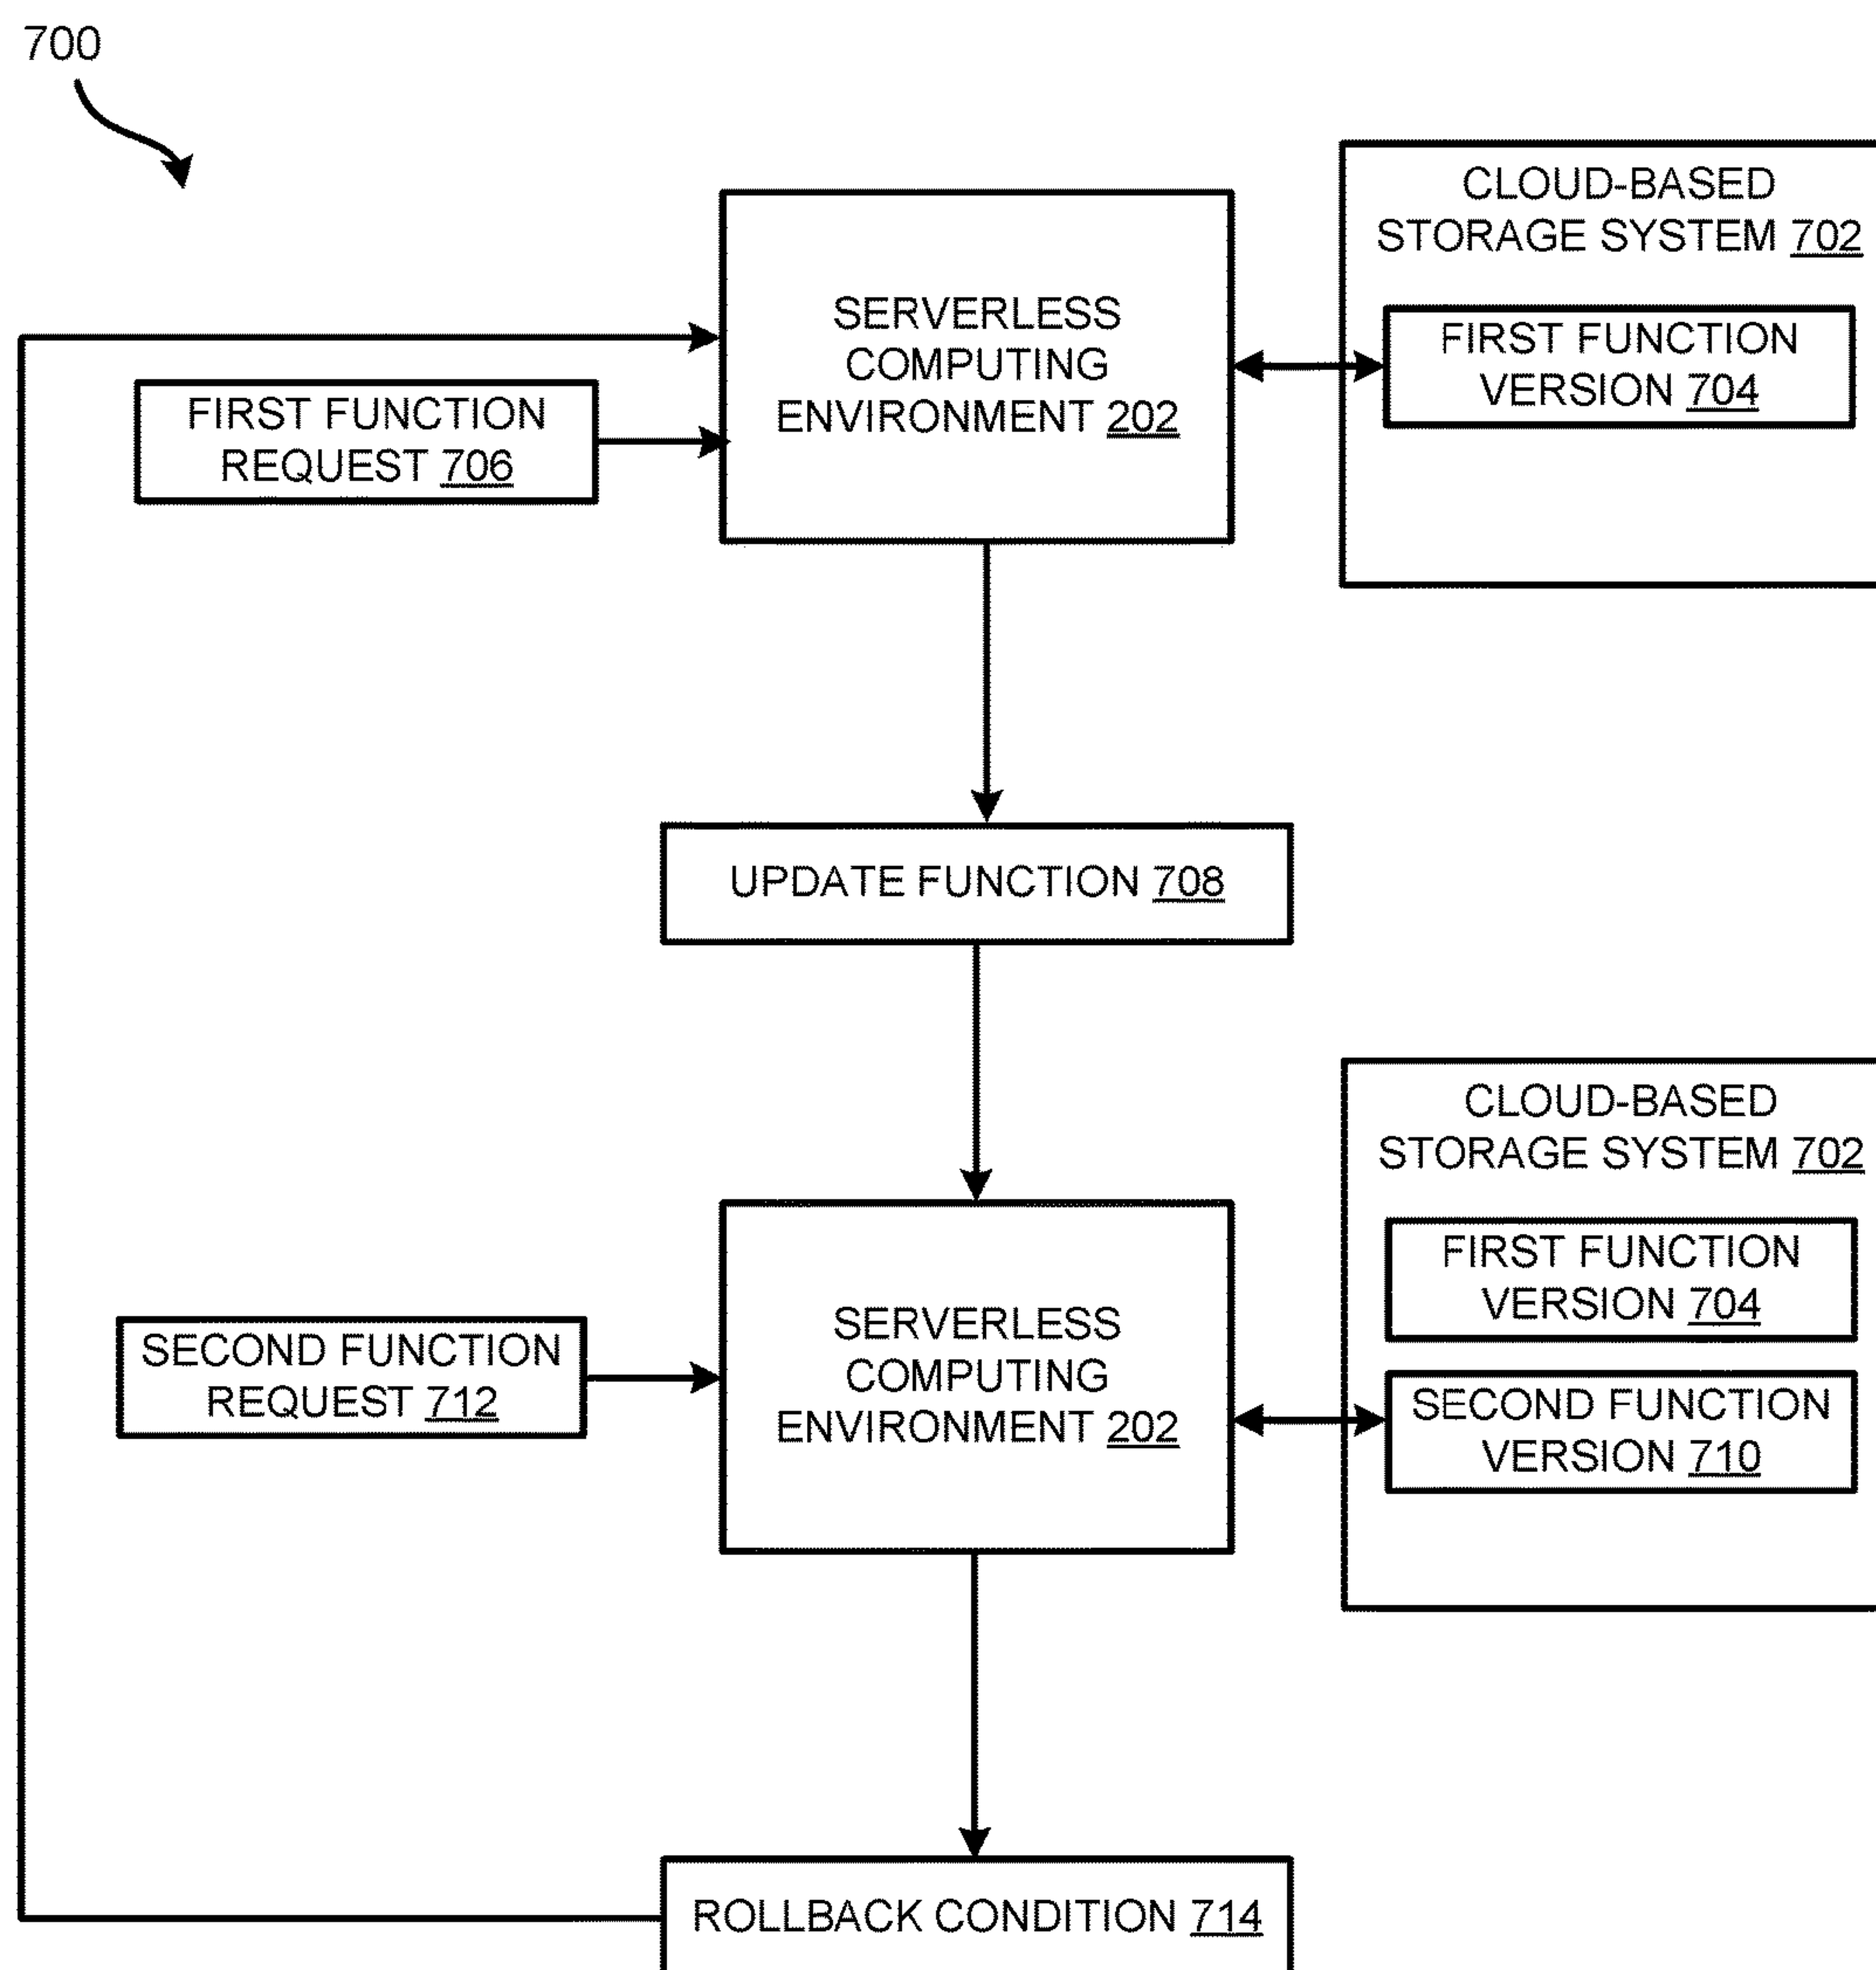 700
CLOUD-BASED
STORAGE SYSTEM 702
FIRST FUNCTION
VERSION 704
SERVERLESS
COMPUTING
ENVIRONMENT 202
FIRST FUNCTION
REQUEST 706
UPDATE FUNCTION 708
CLOUD-BASED
STORAGE SYSTEM 702
FIRST FUNCTION
VERSION 704
SECOND FUNCTION
VERSION 710
SERVERLESS
COMPUTING
ENVIRONMENT 202
SECOND FUNCTION
REQUEST 712
ROLLBACK CONDITION 714